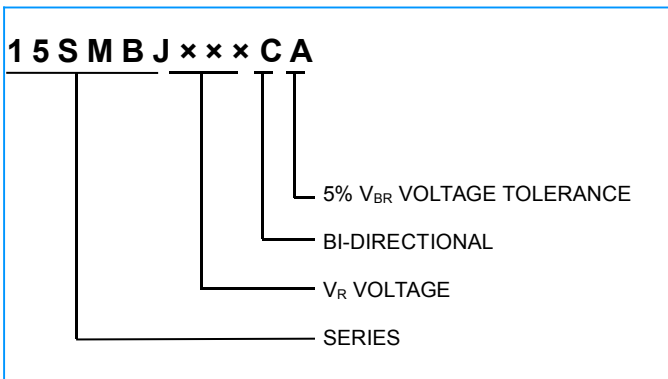 15SMBJ×××CA
5% VBR VOLTAGE TOLERANCE
BI-DIRECTIONAL
VR VOLTAGE
SERIES